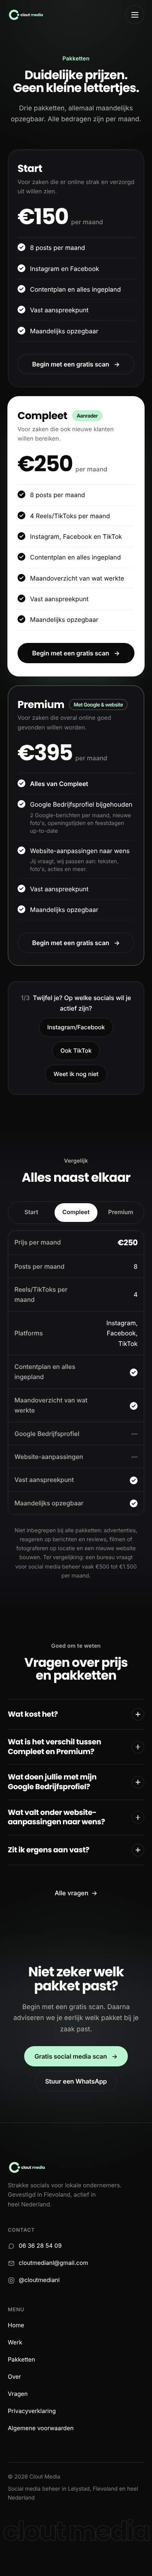 clout media
Pakketten
Duidelijke prijzen.
Geen kleine lettertjes.
Drie pakketten, allemaal maandelijks
opzegbaar. Alle bedragen zijn per maand.
Start
Voor zaken die er online strak en verzorgd
uit willen zien.
€150 per maand
8 posts per maand
Instagram en Facebook
Contentplan en alles ingepland
Vast aanspreekpunt
Maandelijks opzegbaar
Begin met een gratis scan →
Compleet Aanrader
Voor zaken die ook nieuwe klanten
willen bereiken.
€250 per maand
8 posts per maand
4 Reels/TikToks per maand
Instagram, Facebook en TikTok
Contentplan en alles ingepland
Maandoverzicht van wat werkte
Vast aanspreekpunt
Maandelijks opzegbaar
Begin met een gratis scan →
Premium Met Google & website
Voor zaken die overal online goed
gevonden willen worden.
€395 per maand
Alles van Compleet
Google Bedrijfsprofiel bijgehouden
2 Google-berichten per maand, nieuwe
foto's, openingstijden en feestdagen
up-to-date
Website-aanpassingen naar wens
Jij vraagt, wij passen aan: teksten,
foto's, acties en meer.
Vast aanspreekpunt
Maandelijks opzegbaar
Begin met een gratis scan →
1/3 Twijfel je? Op welke socials wil je
actief zijn?
Instagram/Facebook
Ook TikTok
Weet ik nog niet
Vergelijk
Alles naast elkaar
Start Compleet Premium
Prijs per maand €250
Posts per maand 8
Reels/TikToks per
maand 4
Platforms Instagram,
Facebook,
TikTok
Contentplan en alles
ingepland
Maandoverzicht van wat
werkte
Google Bedrijfsprofiel —
Website-aanpassingen —
Vast aanspreekpunt
Maandelijks opzegbaar
Niet inbegrepen bij alle pakketten: advertenties,
reageren op berichten en reviews, filmen of
fotograferen op locatie en een nieuwe website
bouwen. Ter vergelijking: een bureau vraagt
voor social media beheer vaak €500 tot €1.500
per maand.
Goed om te weten
Vragen over prijs
en pakketten
Wat kost het?
Wat is het verschil tussen
Compleet en Premium?
Wat doen jullie met mijn
Google Bedrijfsprofiel?
Wat valt onder website-
aanpassingen naar wens?
Zit ik ergens aan vast?
Alle vragen →
Niet zeker welk
pakket past?
Begin met een gratis scan. Daarna
adviseren we je eerlijk welk pakket bij je
zaak past.
Gratis social media scan →
Stuur een WhatsApp
clout media
Strakke socials voor lokale ondernemers.
Gevestigd in Flevoland, actief in
heel Nederland.
CONTACT
06 36 28 54 09
cloutmedianl@gmail.com
@cloutmedianl
MENU
Home
Werk
Pakketten
Over
Vragen
Privacyverklaring
Algemene voorwaarden
© 2026 Clout Media
Social media beheer in Lelystad, Flevoland en heel
Nederland
clout media